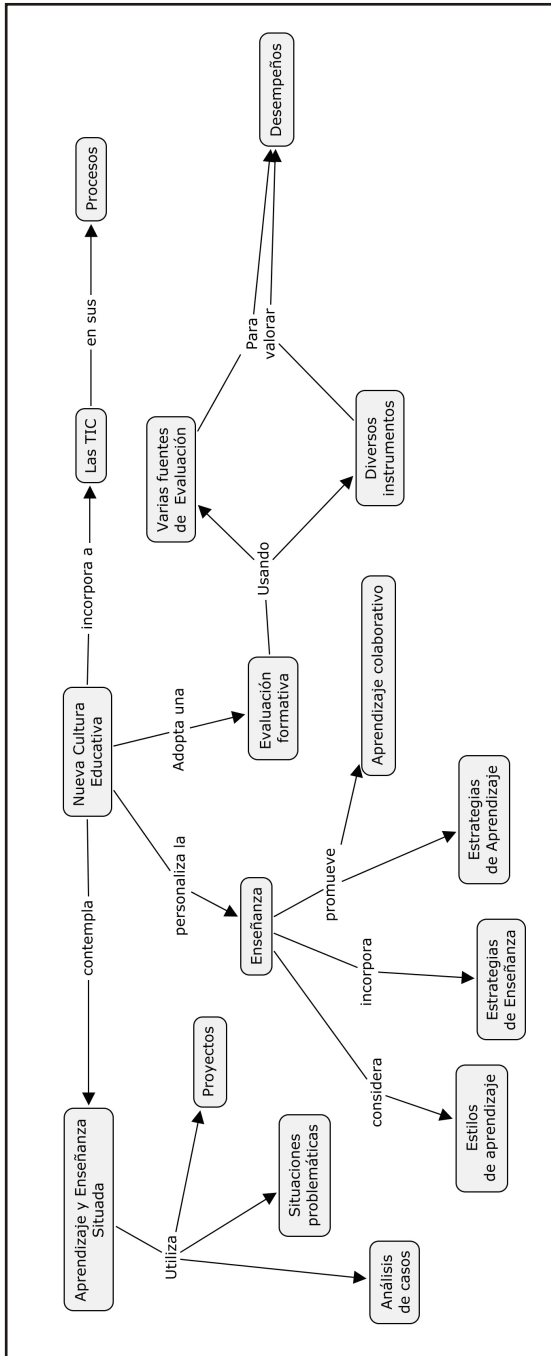 Nueva Cultura
Educativa
contempla
Aprendizaje y Enseñanza
Situada
Utiliza
Análisis
de casos
Situaciones
problemáticas
Proyectos
personaliza la
Enseñanza
considera
Estilos
de aprendizaje
incorpora
Estrategias
de Enseñanza
promueve
Estrategias
de Aprendizaje
Aprendizaje colaborativo
Adopta una
Evaluación
formativa
Usando
Varias fuentes
de Evaluación
Diversos
instrumentos
Para
valorar
Desempeños
incorpora a
Las TIC
en sus
Procesos